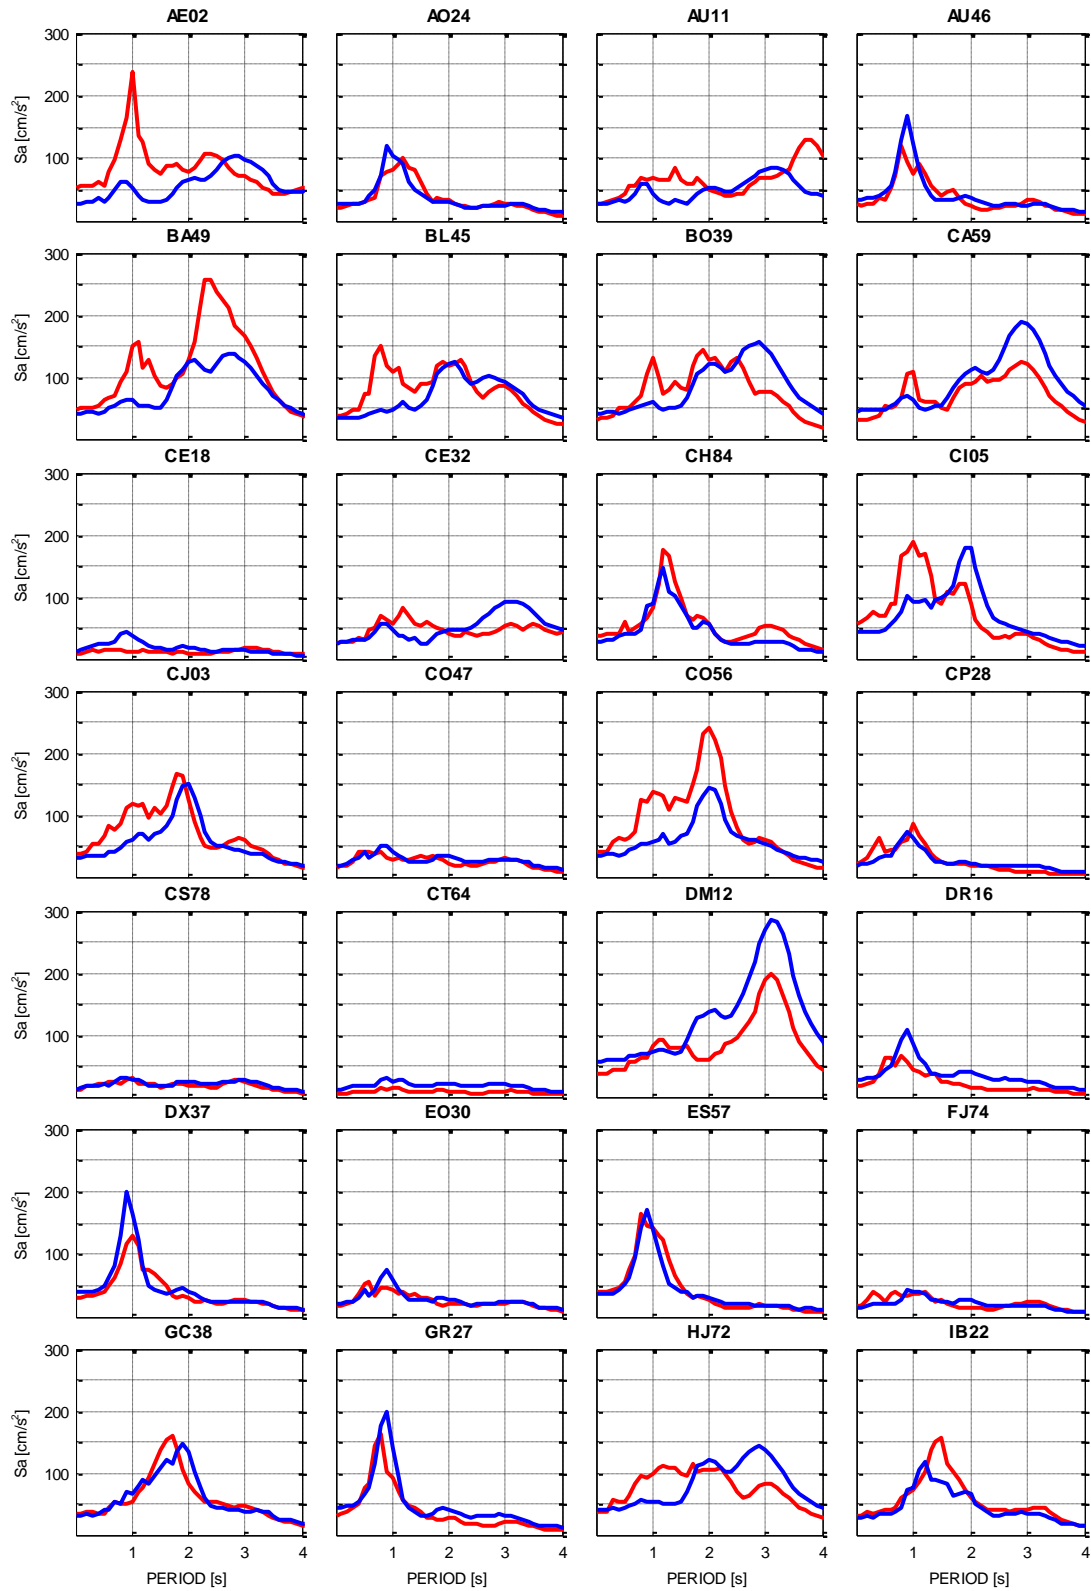 AE02 AO24 AU11 AU46
300
200
100
Sa [cm/s²]
BA49 BL45 BO39 CA59
300
200
100
Sa [cm/s²]
CE18 CE32 CH84 CI05
300
200
100
Sa [cm/s²]
CJ03 CO47 CO56 CP28
300
200
100
Sa [cm/s²]
CS78 CT64 DM12 DR16
300
200
100
Sa [cm/s²]
DX37 EO30 ES57 FJ74
300
200
100
Sa [cm/s²]
GC38 GR27 HJ72 IB22
300
200
100
Sa [cm/s²]
1 2 3 4 1 2 3 4 1 2 3 4 1 2 3 4
PERIOD [s] PERIOD [s] PERIOD [s] PERIOD [s]